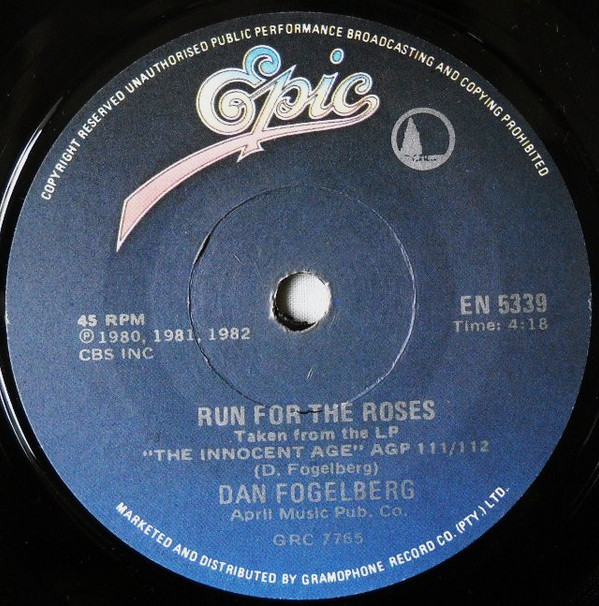 COPYRIGHT RESERVED UNAUTHORISED PUBLIC PERFORMANCE BROADCASTING AND COPYING PROHIBITED
Epic
45 RPM
℗ 1980, 1981, 1982
CBS INC
EN 5339
Time: 4:18
RUN FOR THE ROSES
Taken from the LP
"THE INNOCENT AGE" AGP 111/112
(D. Fogelberg)
DAN FOGELBERG
April Music Pub. Co.
GRC 7765
MARKETED AND DISTRIBUTED BY GRAMOPHONE RECORD CO. (PTY.) LTD.